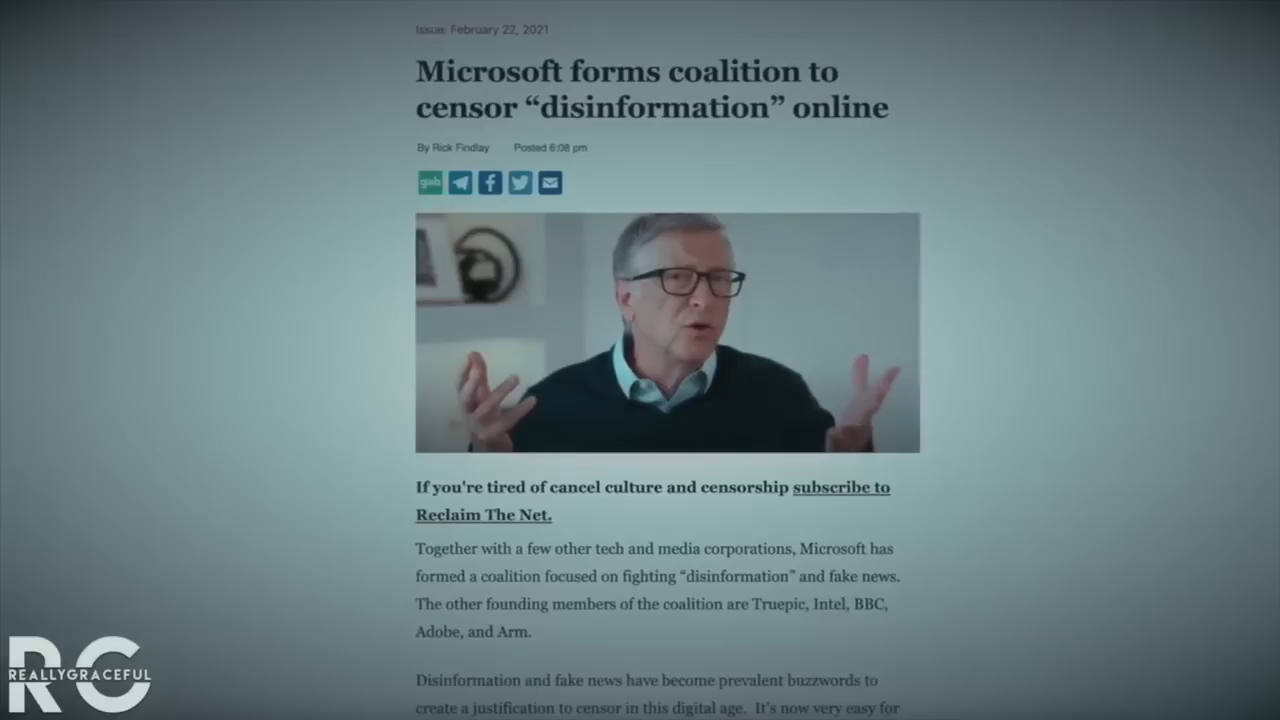 Issue: February 22, 2021
Microsoft forms coalition to
censor “disinformation” online
By Rick Findlay Posted 6:08 pm
gab
If you're tired of cancel culture and censorship subscribe to
Reclaim The Net.
Together with a few other tech and media corporations, Microsoft has
formed a coalition focused on fighting “disinformation” and fake news.
The other founding members of the coalition are Truepic, Intel, BBC,
Adobe, and Arm.
Disinformation and fake news have become prevalent buzzwords to
create a justification to censor in this digital age. It's now very easy for
RG
REALLYGRACEFUL